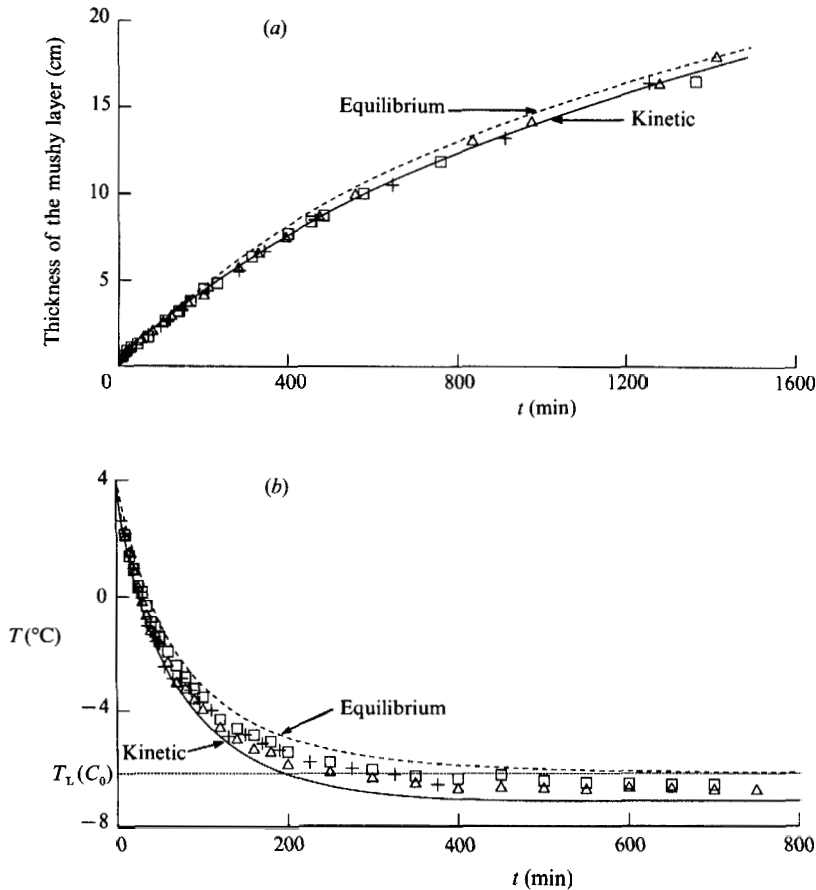 (a)
20
15
10
5
0
400
800
1200
1600
Thickness of the mushy layer (cm)
Equilibrium
Kinetic
t (min)
(b)
4
0
T (°C)
−4
T_L (C_0)
−8
Equilibrium
Kinetic
0
200
400
600
800
t (min)